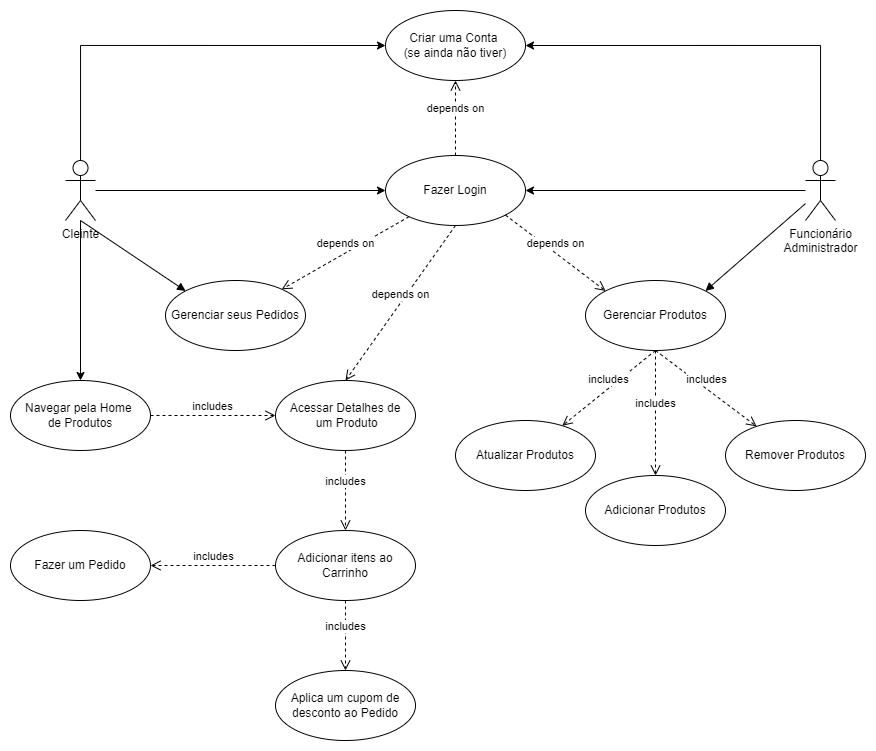 Criar uma Conta
(se ainda não tiver)
depends on
Fazer Login
Cleinte
Funcionário
Administrador
depends on
depends on
depends on
Gerenciar seus Pedidos
Gerenciar Produtos
includes
includes
includes
Navegar pela Home
de Produtos
includes
Acessar Detalhes de
um Produto
Atualizar Produtos
Remover Produtos
Adicionar Produtos
includes
Fazer um Pedido
includes
Adicionar itens ao
Carrinho
includes
Aplica um cupom de
desconto ao Pedido